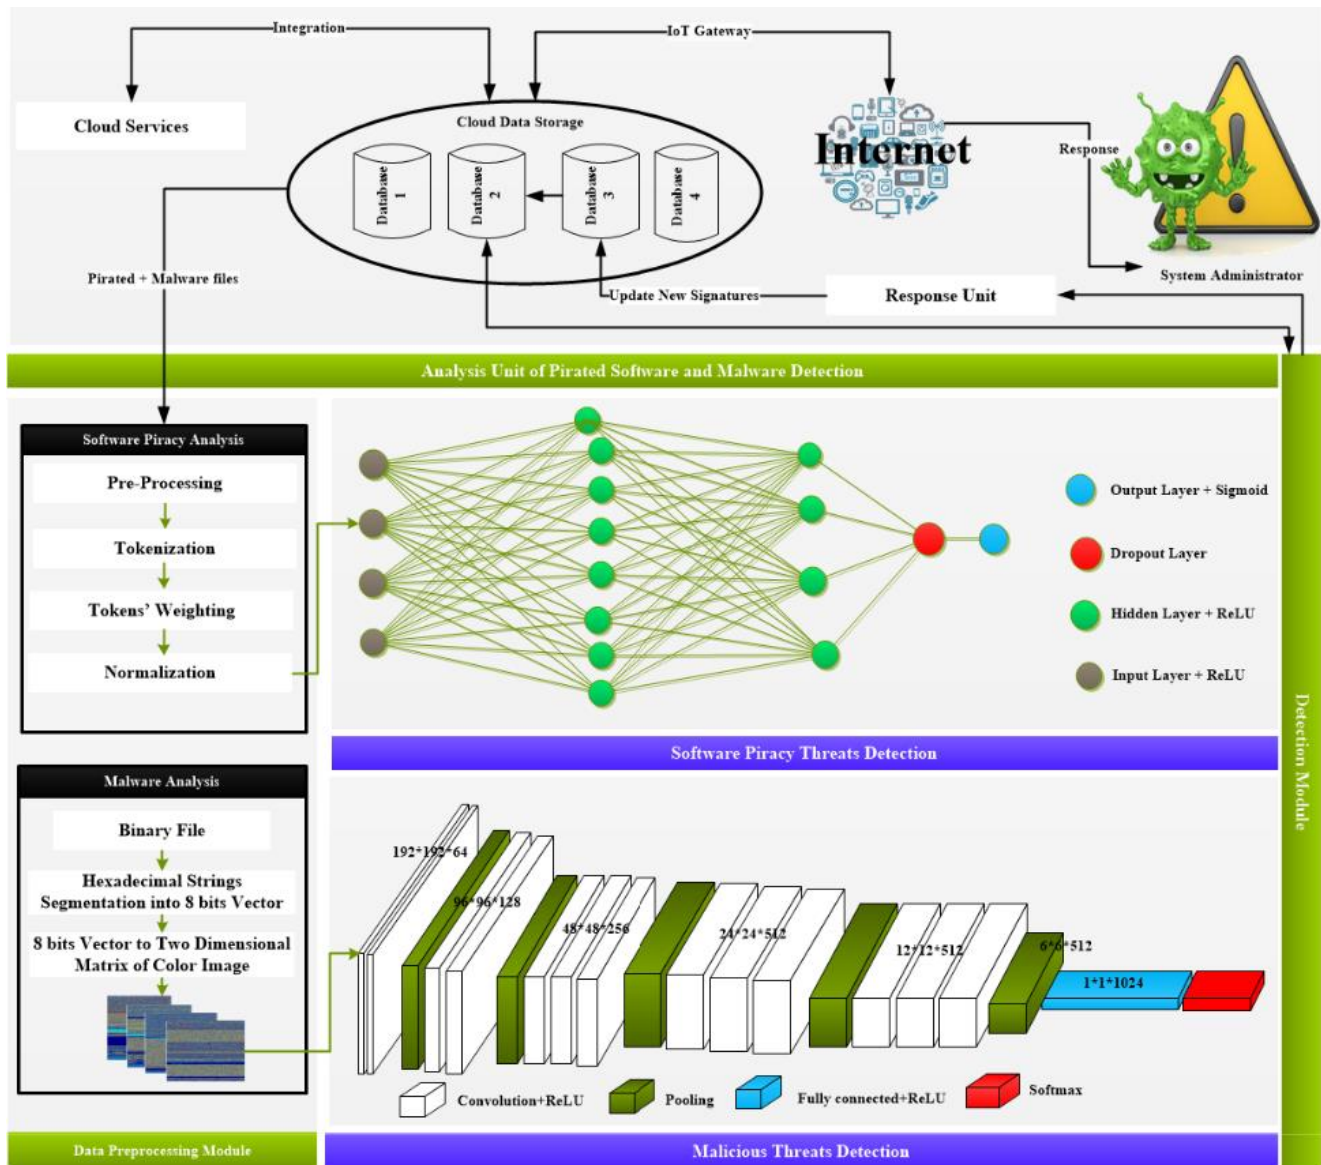 Integration
IoT Gateway
Cloud Services
Cloud Data Storage
Database 1
Database 2
Database 3
Database 4
Internet
Response
System Administrator
Pirated + Malware files
Update New Signatures
Response Unit
Analysis Unit of Pirated Software and Malware Detection
Software Piracy Analysis
Pre-Processing
Tokenization
Tokens' Weighting
Normalization
Output Layer + Sigmoid
Dropout Layer
Hidden Layer + ReLU
Input Layer + ReLU
Detection Module
Software Piracy Threats Detection
Malware Analysis
Binary File
Hexadecimal Strings
Segmentation into 8 bits Vector
8 bits Vector to Two Dimensional
Matrix of Color Image
192*192*64
96*96*128
48*48*256
24*24*512
12*12*512
6*6*512
1*1*1024
Convolution+ReLU
Pooling
Fully connected+ReLU
Softmax
Data Preprocessing Module
Malicious Threats Detection